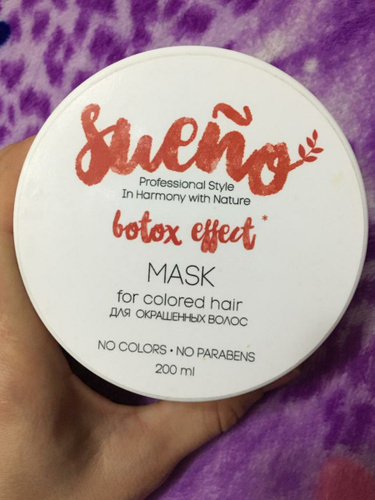 sueño
Professional Style
In Harmony with Nature
botox effect*
MASK
for colored hair
ДЛЯ ОКРАШЕННЫХ ВОЛОС
NO COLORS • NO PARABENS
200 ml